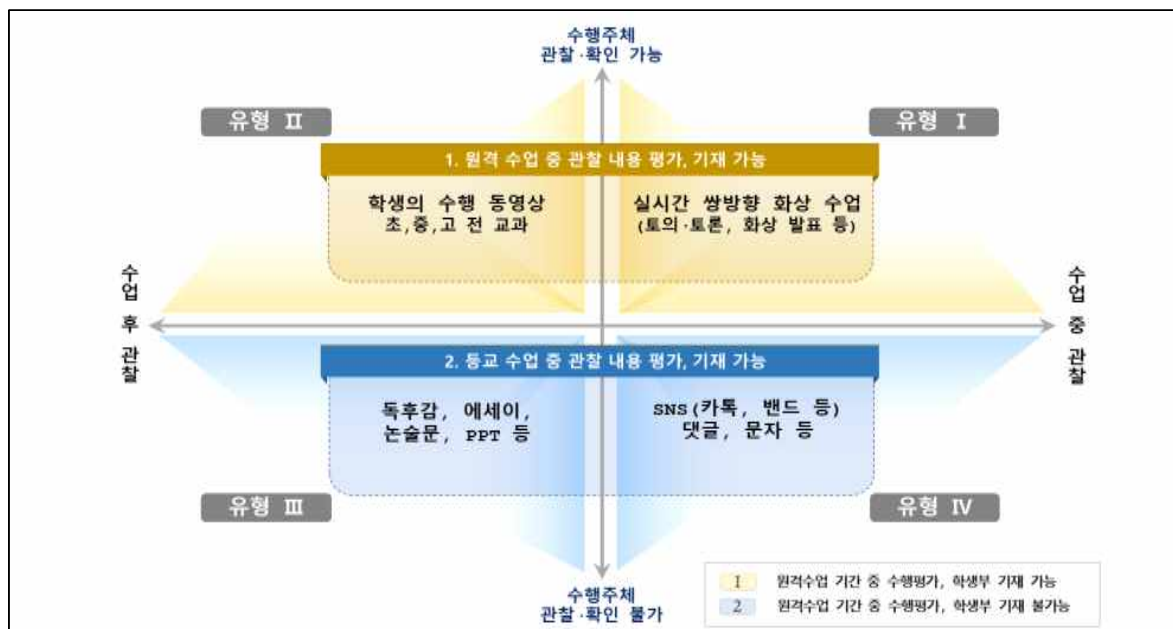 수행주체
관찰·확인 가능
유형 Ⅱ
유형 Ⅰ
1. 원격 수업 중 관찰 내용 평가, 기재 가능
학생의 수행 동영상
초,중,고 전 교과
실시간 쌍방향 화상 수업
(토의·토론, 화상 발표 등)
수업 후 관찰
수업 중 관찰
2. 등교 수업 중 관찰 내용 평가, 기재 가능
독후감, 에세이,
논술문, PPT 등
SNS(카톡, 밴드 등)
댓글, 문자 등
유형 Ⅲ
유형 Ⅳ
수행주체
관찰·확인 불가
1 원격수업 기간 중 수행평가, 학생부 기재 가능
2 원격수업 기간 중 수행평가, 학생부 기재 불가능